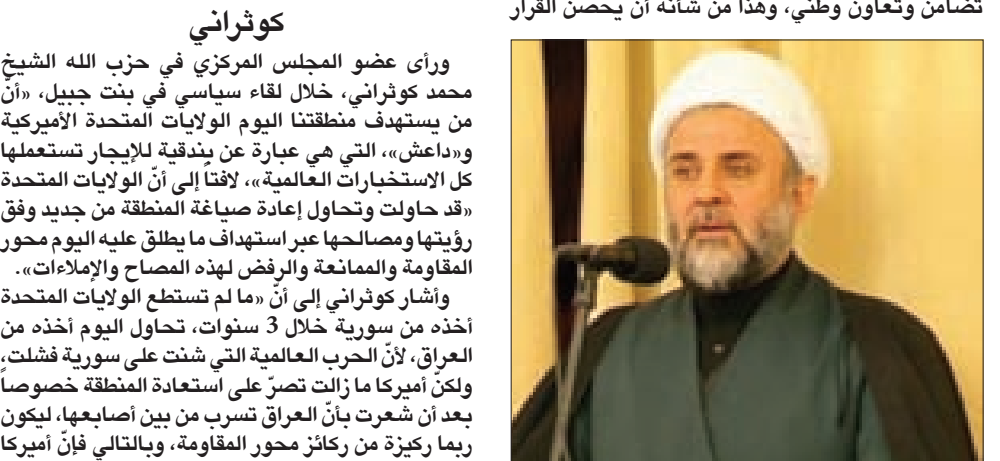 تضامن وتعاون وطني، وهذا من شأنه أن يحصن القرار
كوثراني
ورأى عضو المجلس المركزي في حزب الله الشيخ
محمد كوثراني، خلال لقاء سياسي في بنت جبيل، «أنّ
من يستهدف منطقتنا اليوم الولايات المتحدة الأميركية
و«داعش»، التي هي عبارة عن بندقية للإيجار تستعملها
كل الاستخبارات العالمية»، لافتاً إلى أنّ الولايات المتحدة
«قد حاولت وتحاول إعادة صياغة المنطقة من جديد وفق
رؤيتها ومصالحها عبر استهداف ما يطلق عليه اليوم محور
المقاومة والممانعة والرفض لهذه المصاح والإملاءات».
وأشار كوثراني إلى أنّ «ما لم تستطع الولايات المتحدة
أخذه من سورية خلال 3 سنوات، تحاول اليوم أخذه من
العراق، لأنّ الحرب العالمية التي شنت على سورية فشلت،
ولكنّ أميركا ما زالت تصرّ على استعادة المنطقة خصوصاً
بعد أن شعرت بأنّ العراق تسرب من بين أصابعها، ليكون
ربما ركيزة من ركائز محور المقاومة، وبالتالي فإنّ أميركا